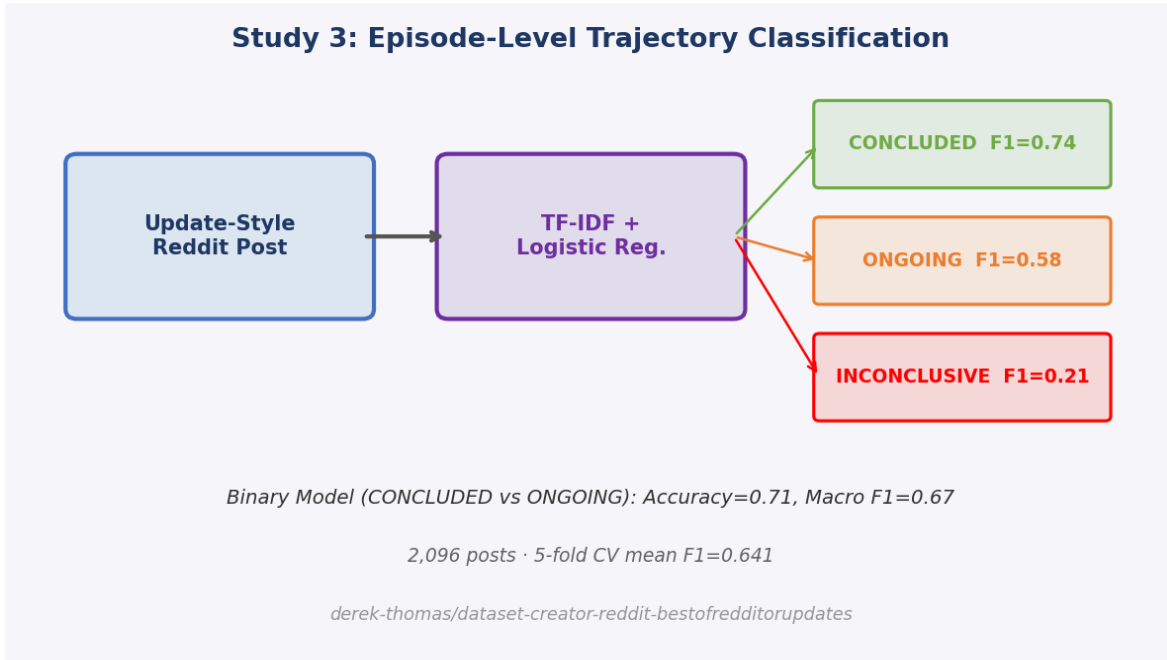 Study 3: Episode-Level Trajectory Classification
Update-Style
Reddit Post
TF-IDF +
Logistic Reg.
CONCLUDED  F1=0.74
ONGOING  F1=0.58
INCONCLUSIVE  F1=0.21
Binary Model (CONCLUDED vs ONGOING): Accuracy=0.71, Macro F1=0.67
2,096 posts · 5-fold CV mean F1=0.641
derek-thomas/dataset-creator-reddit-bestofredditorupdates